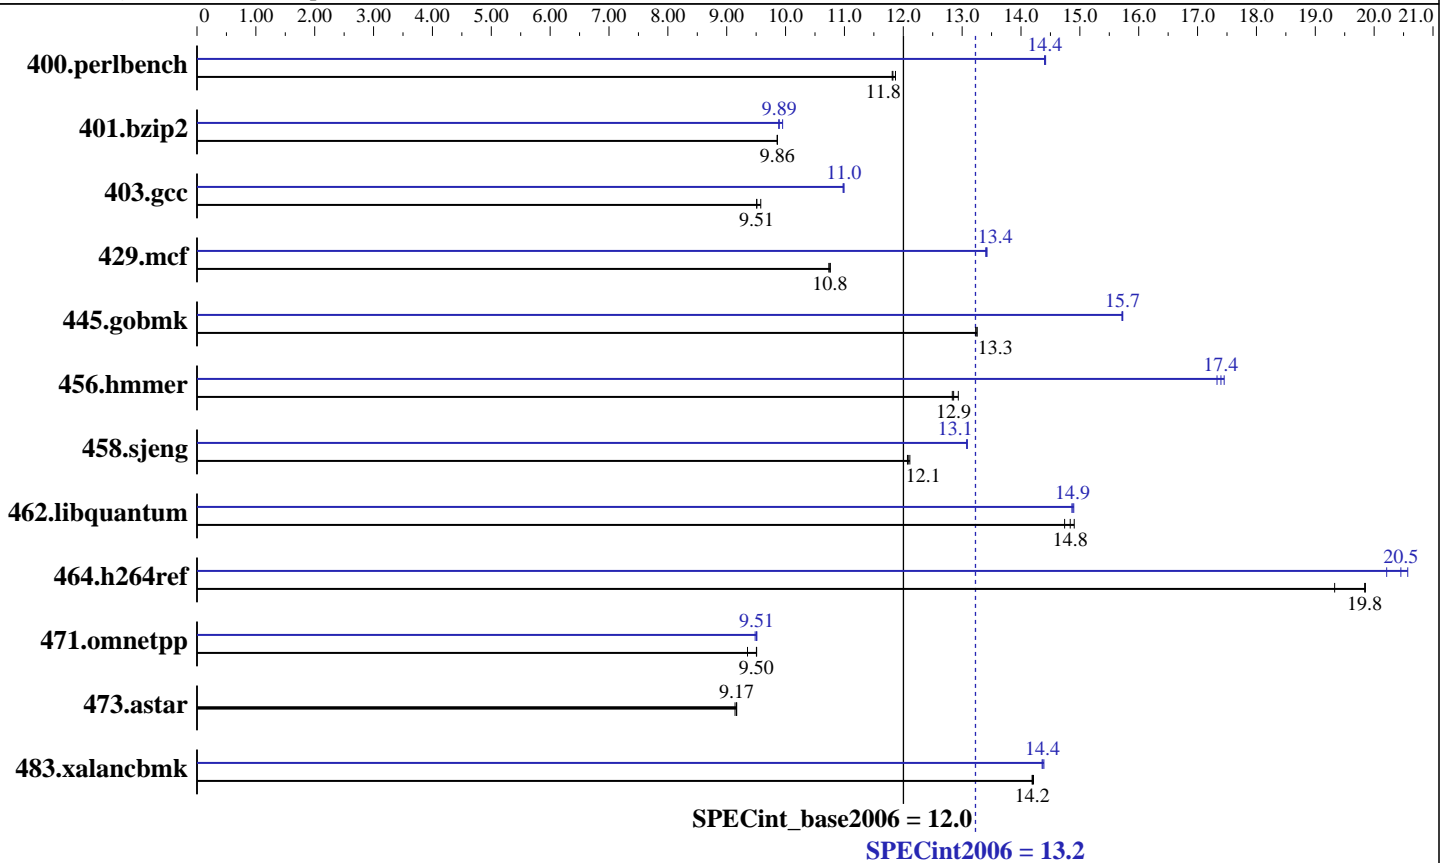 0 1.00 2.00 3.00 4.00 5.00 6.00 7.00 8.00 9.00 10.0 11.0 12.0 13.0 14.0 15.0 16.0 17.0 18.0 19.0 20.0 21.0
14.4
400.perlbench
11.8
9.89
401.bzip2
9.86
11.0
403.gcc
9.51
13.4
429.mcf
10.8
15.7
445.gobmk
13.3
17.4
456.hmmer
12.9
13.1
458.sjeng
12.1
14.9
462.libquantum
14.8
20.5
464.h264ref
19.8
9.51
471.omnetpp
9.50
9.17
473.astar
14.4
483.xalancbmk
14.2
SPECint_base2006 = 12.0
SPECint2006 = 13.2